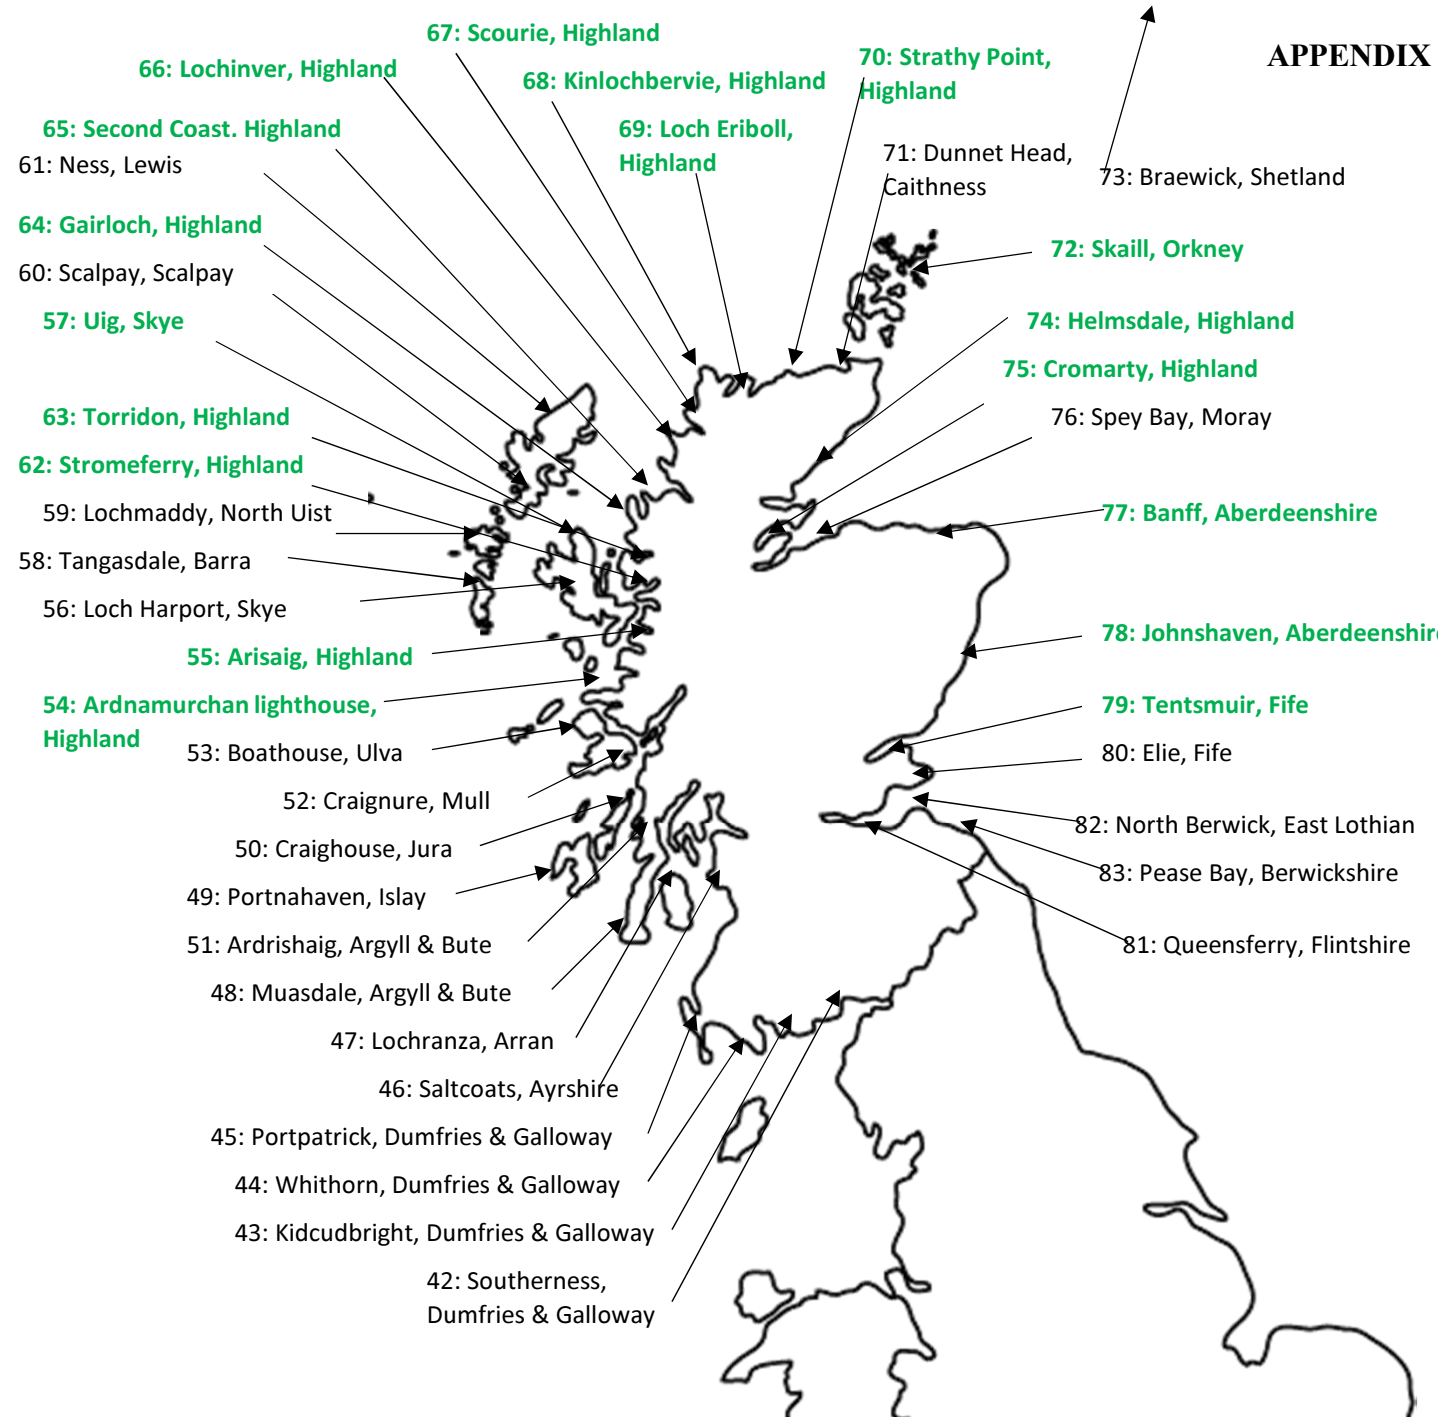 67: Scourie, Highland
APPENDIX
66: Lochinver, Highland
68: Kinlochbervie, Highland
70: Strathy Point,
Highland
65: Second Coast. Highland
69: Loch Eriboll,
Highland
61: Ness, Lewis
71: Dunnet Head,
Caithness
73: Braewick, Shetland
64: Gairloch, Highland
72: Skaill, Orkney
60: Scalpay, Scalpay
57: Uig, Skye
74: Helmsdale, Highland
75: Cromarty, Highland
63: Torridon, Highland
76: Spey Bay, Moray
62: Stromeferry, Highland
59: Lochmaddy, North Uist
77: Banff, Aberdeenshire
58: Tangasdale, Barra
56: Loch Harport, Skye
78: Johnshaven, Aberdeenshire
55: Arisaig, Highland
54: Ardnamurchan lighthouse,
Highland
79: Tentsmuir, Fife
53: Boathouse, Ulva
80: Elie, Fife
52: Craignure, Mull
82: North Berwick, East Lothian
50: Craighouse, Jura
83: Pease Bay, Berwickshire
49: Portnahaven, Islay
51: Ardrishaig, Argyll & Bute
81: Queensferry, Flintshire
48: Muasdale, Argyll & Bute
47: Lochranza, Arran
46: Saltcoats, Ayrshire
45: Portpatrick, Dumfries & Galloway
44: Whithorn, Dumfries & Galloway
43: Kidcudbright, Dumfries & Galloway
42: Southerness,
Dumfries & Galloway